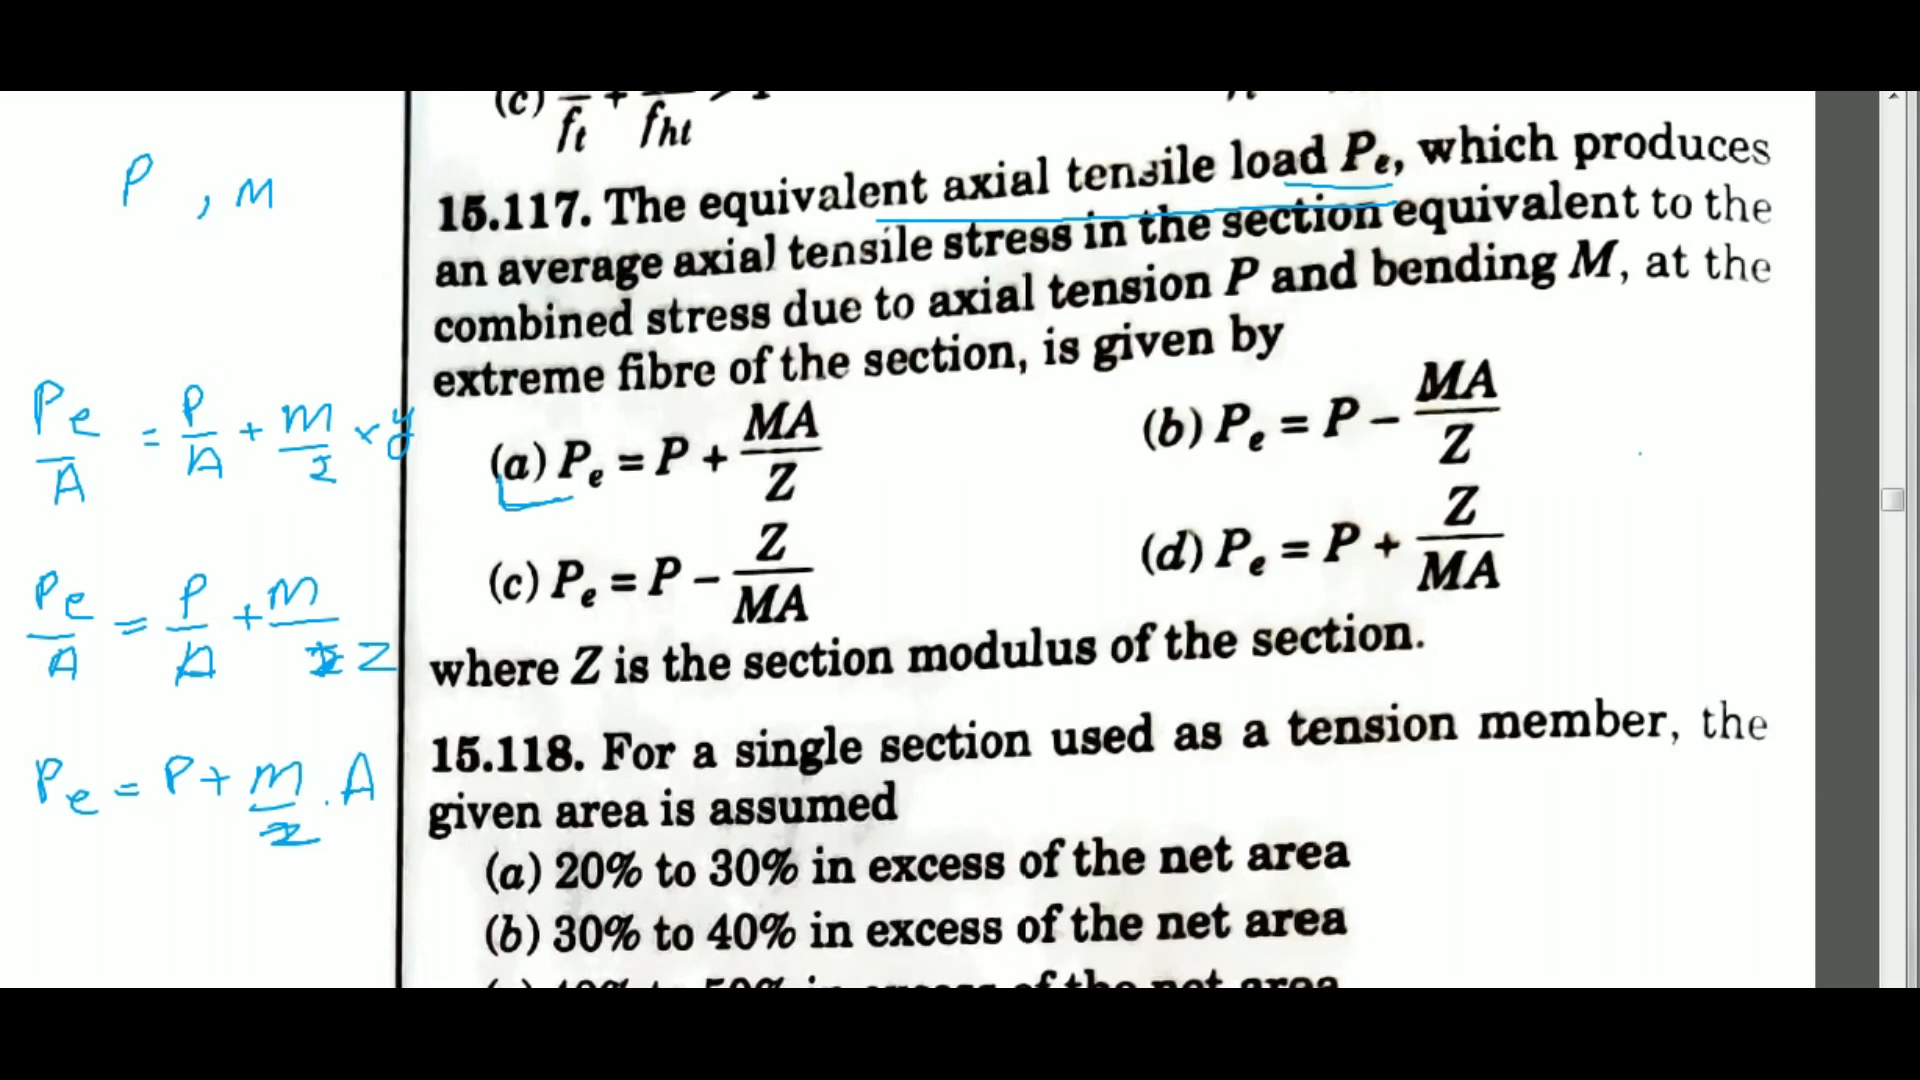 (c) ft + fht > 1
15.117. The equivalent axial tensile load Pe, which produces
an average axial tensile stress in the section equivalent to the
combined stress due to axial tension P and bending M, at the
extreme fibre of the section, is given by
(a) Pe = P + MA/Z (b) Pe = P − MA/Z
(c) Pe = P − Z/MA (d) Pe = P + Z/MA
where Z is the section modulus of the section.
15.118. For a single section used as a tension member, the
given area is assumed
(a) 20% to 30% in excess of the net area
(b) 30% to 40% in excess of the net area
P , M
Pe/A = P/A + M/I × y
Pe/A = P/A + M/Z
Pe = P + M/Z . A